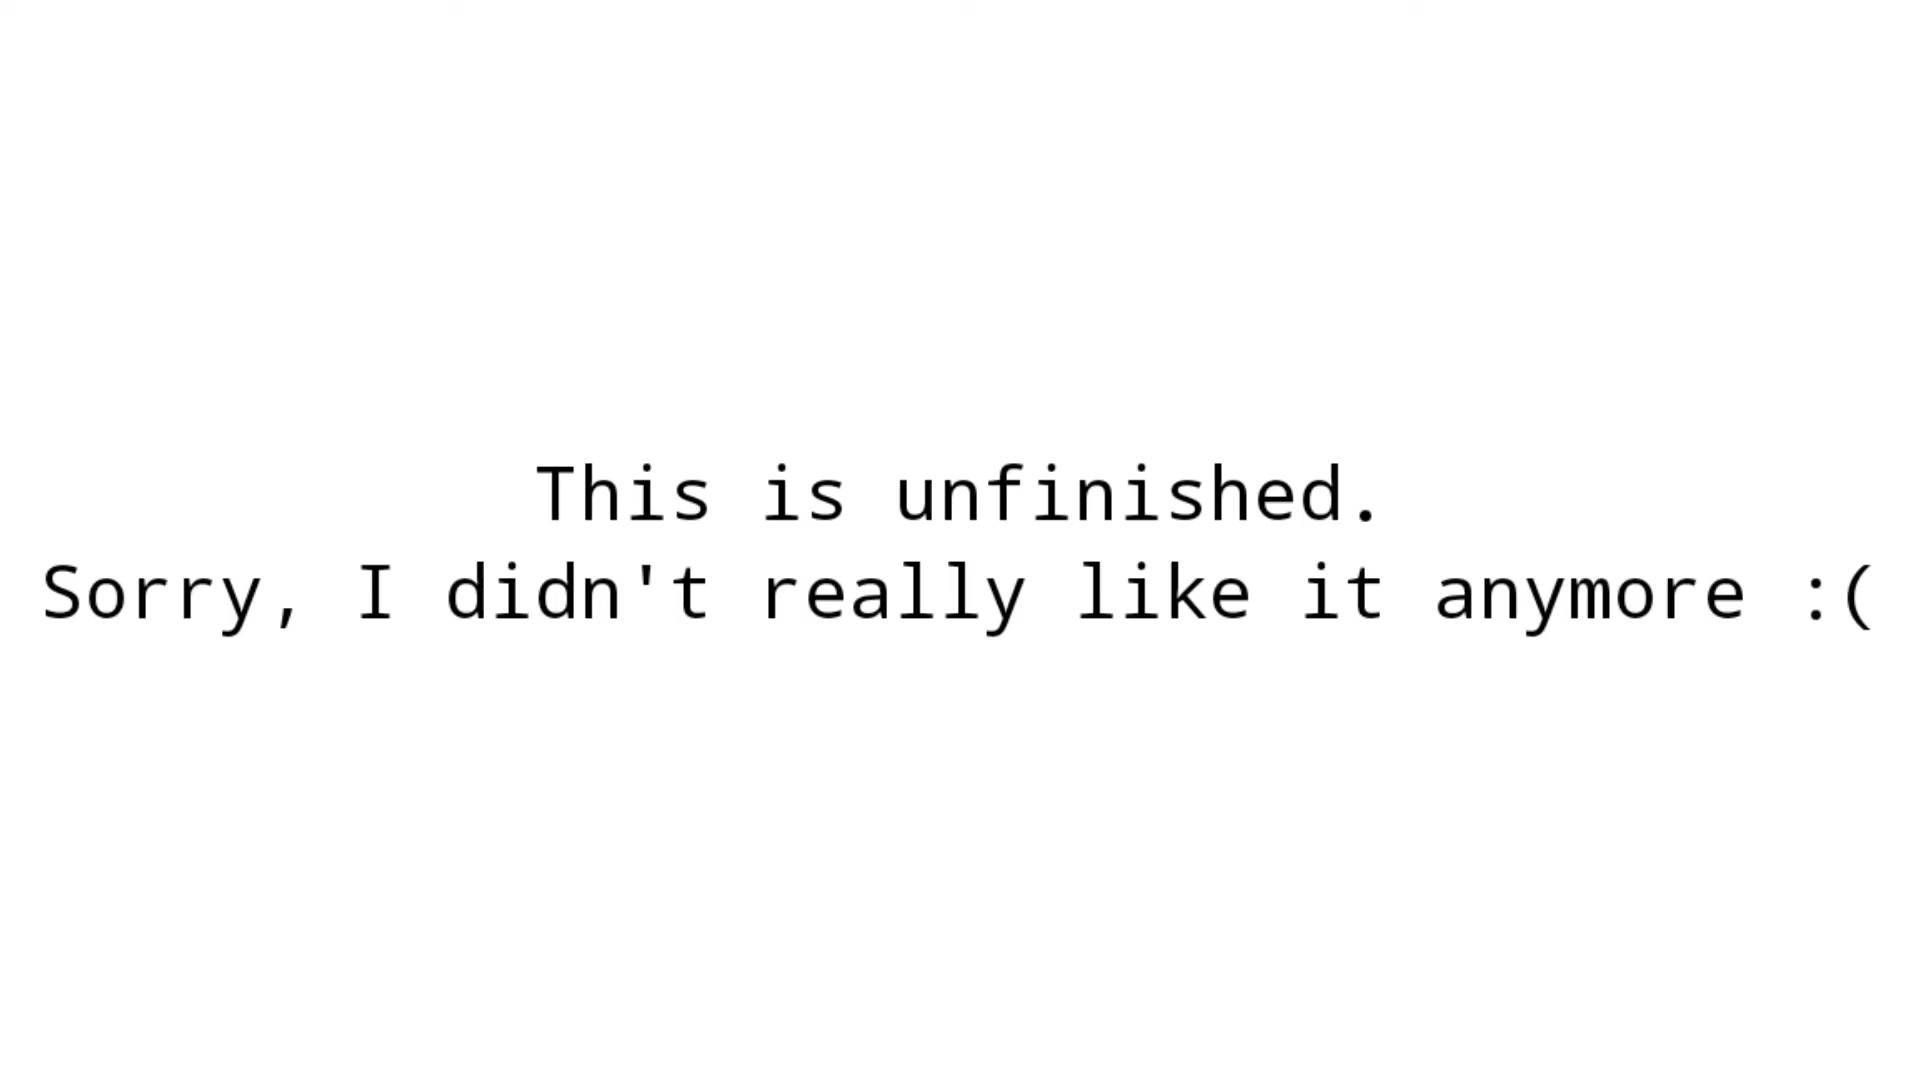 This is unfinished.
Sorry, I didn't really like it anymore :(